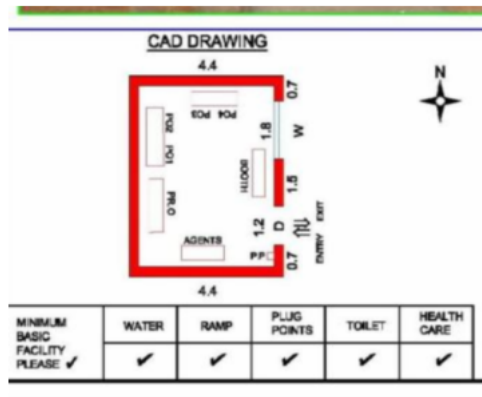 CAD DRAWING
4.4
N
0.7
PO3 PO4
PO2 PO1
1.8 W
BOOTH
1.5
PR.O
1.2 D
ENTRY EXIT
AGENTS
PP
0.7
4.4
MINIMUM BASIC FACILITY PLEASE ✓
WATER
RAMP
PLUG POINTS
TOILET
HEALTH CARE
✓ ✓ ✓ ✓ ✓